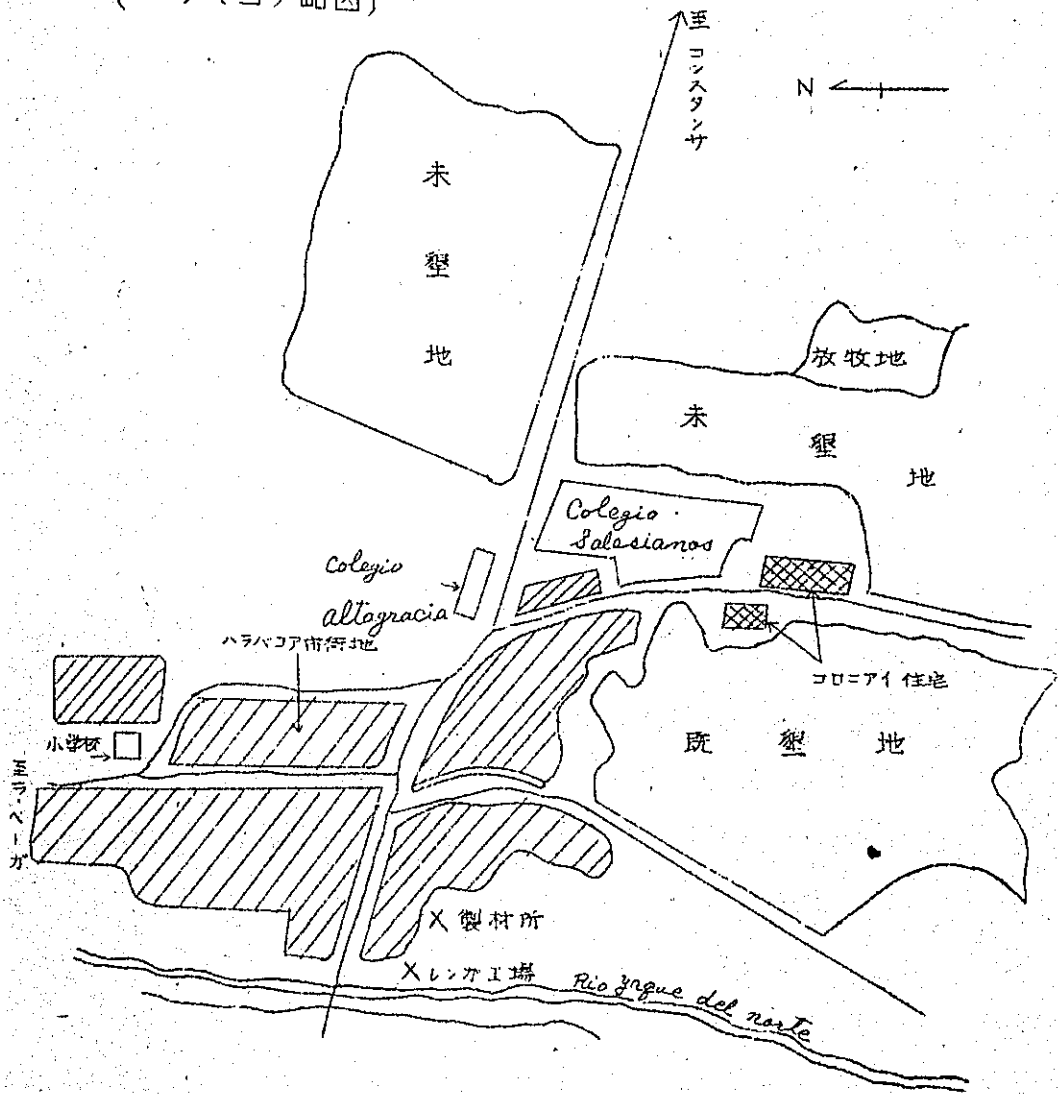 略図)
至 コンスタンサ
N
未墾地
放牧地
未墾地
Colegio
Salesianos
Colegio
Altagracia
ハラバコア市街地
コロニアイ住宅
小学校
既墾地
至ラ・ベーガ
X 製材所
X レンガ工場
Rio yaque del norte